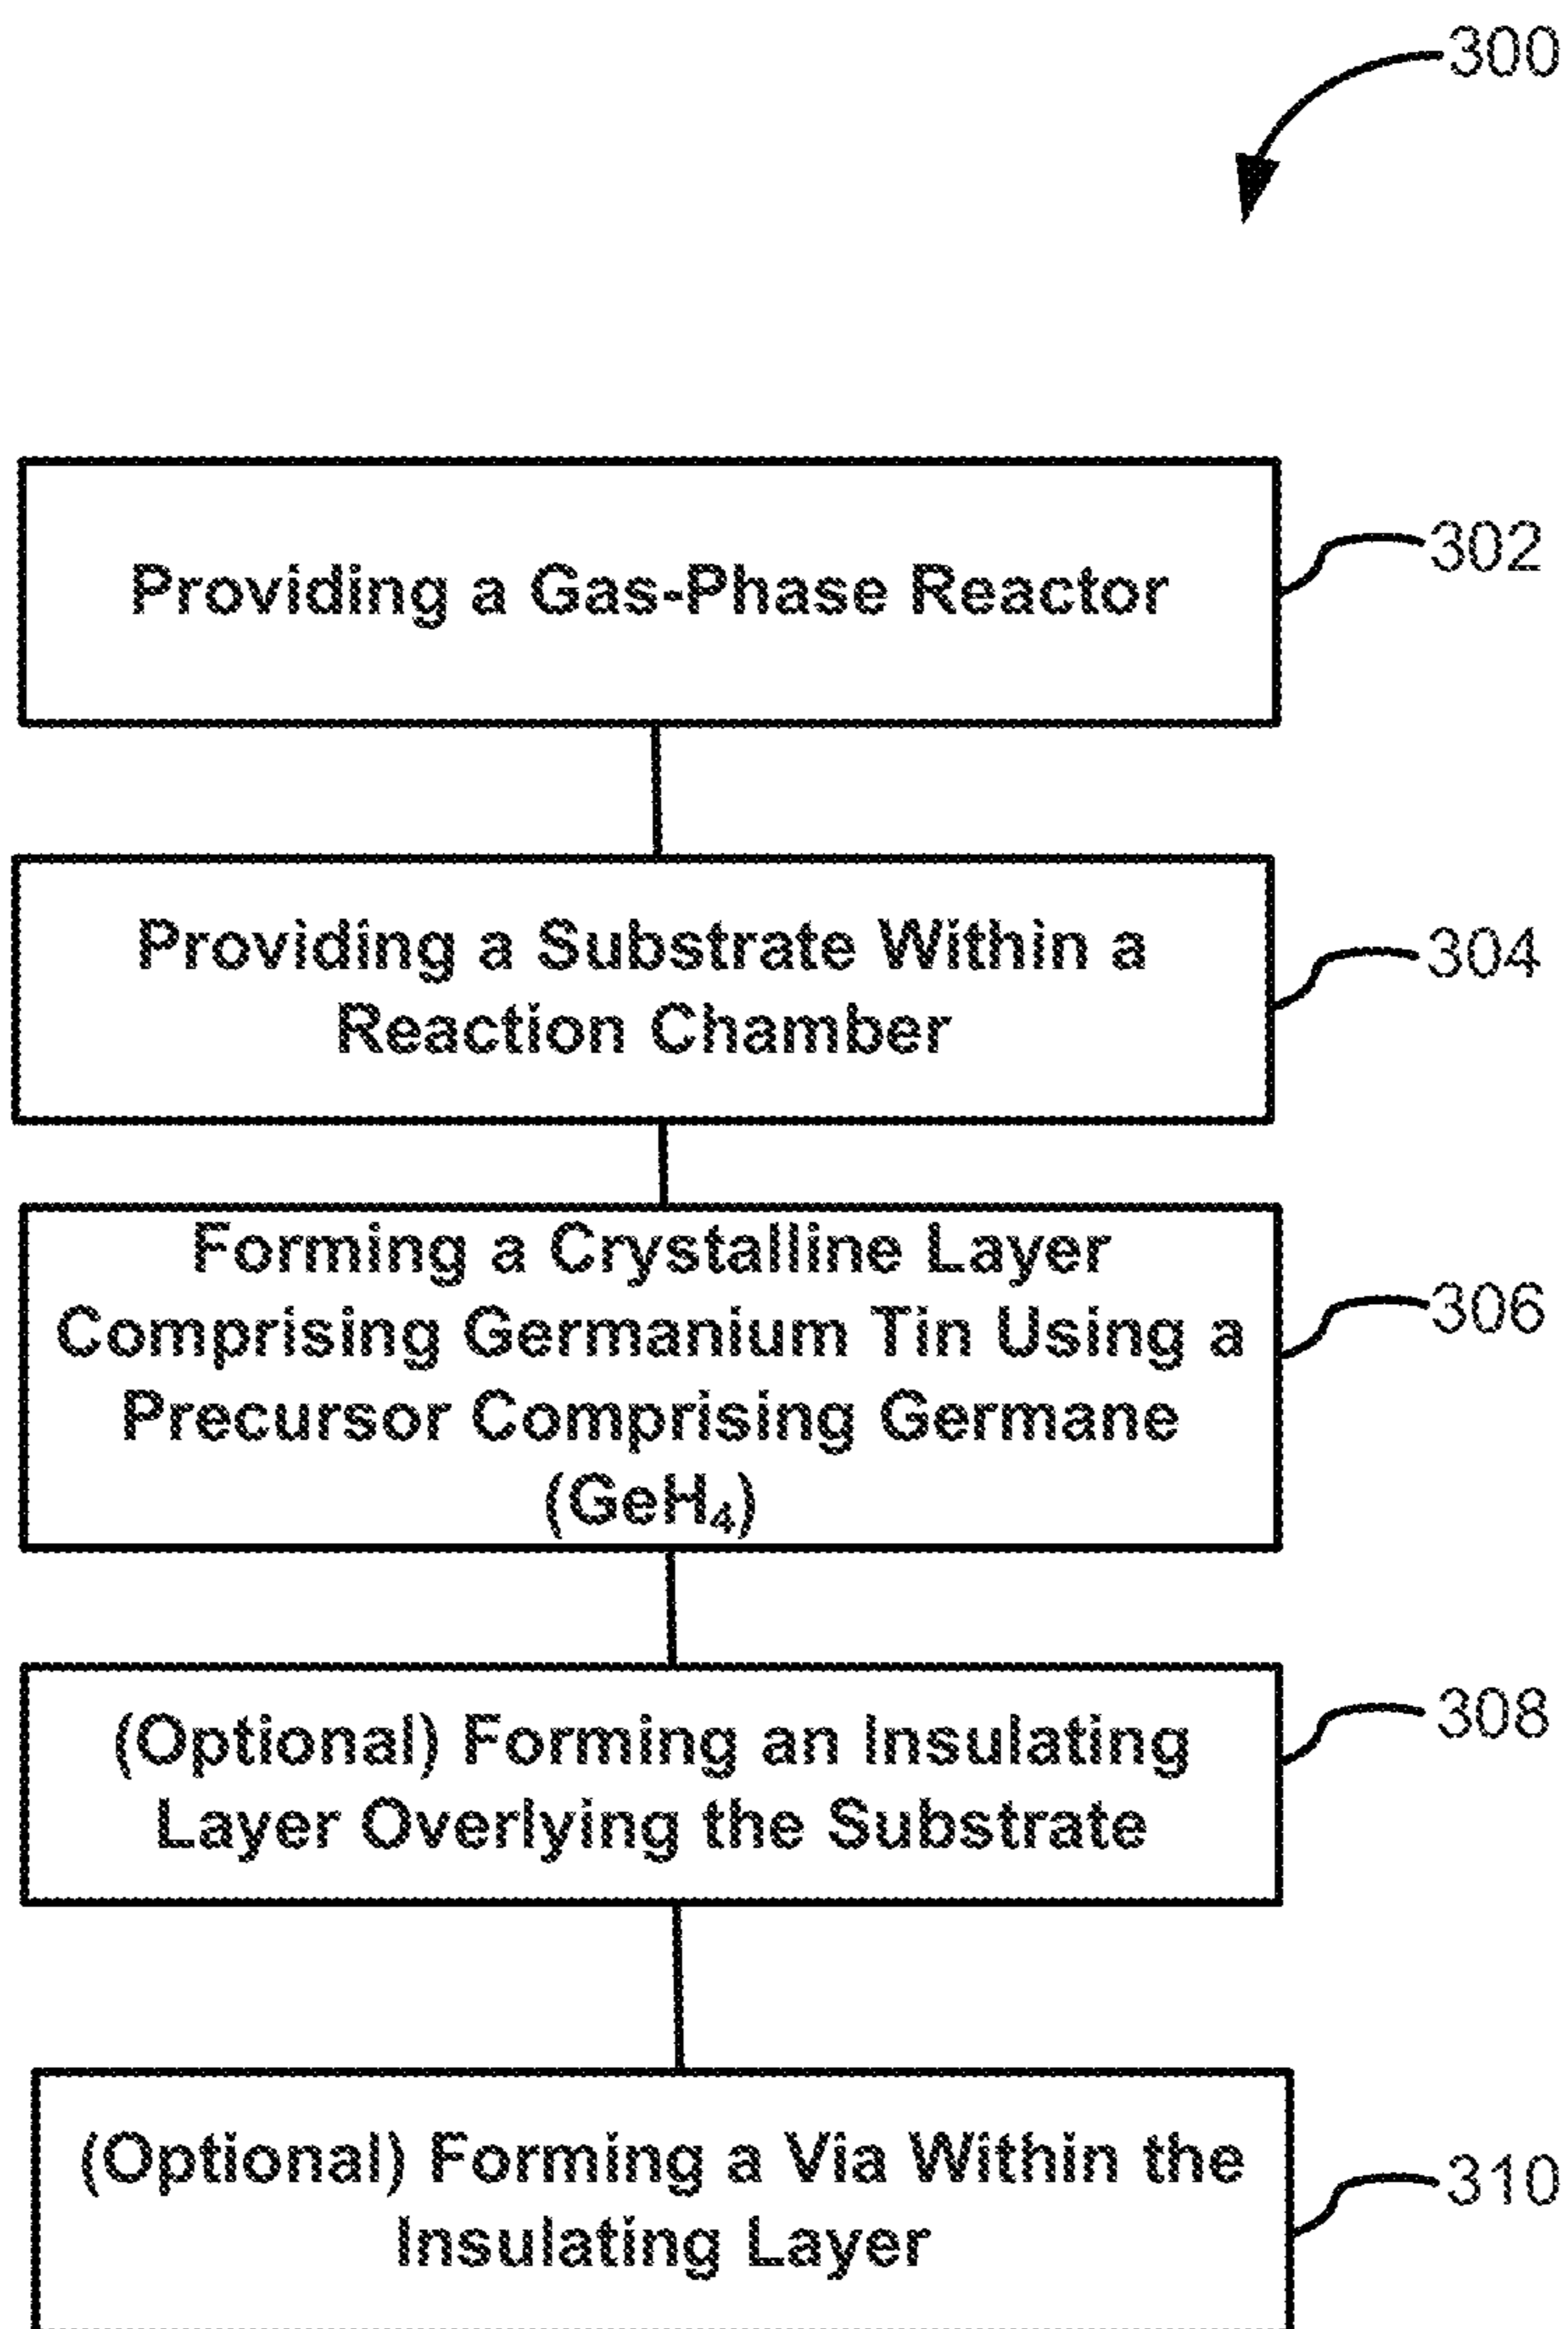 300
Providing a Gas-Phase Reactor
302
Providing a Substrate Within a
Reaction Chamber
304
Forming a Crystalline Layer
Comprising Germanium Tin Using a
Precursor Comprising Germane
(GeH₄)
306
(Optional) Forming an Insulating
Layer Overlying the Substrate
308
(Optional) Forming a Via Within the
Insulating Layer
310